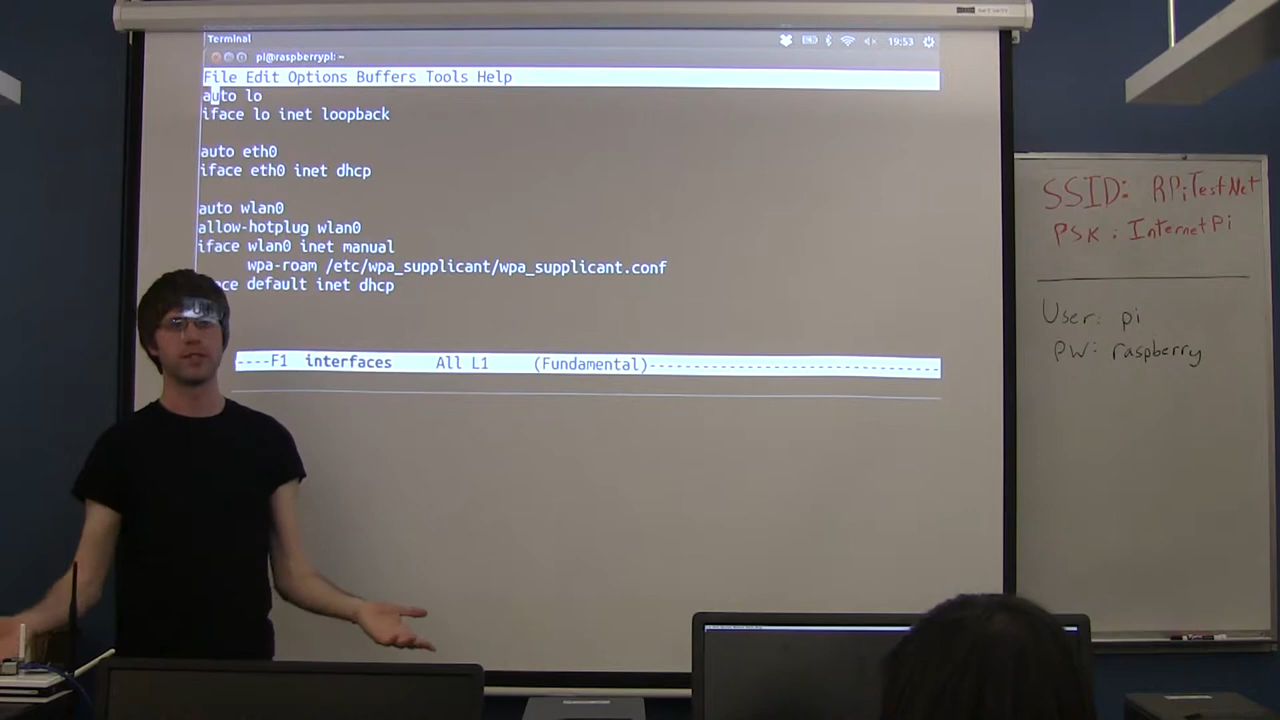 Terminal
19:53
pi@raspberrypi: ~
File Edit Options Buffers Tools Help
auto lo
iface lo inet loopback
auto eth0
iface eth0 inet dhcp
auto wlan0
allow-hotplug wlan0
iface wlan0 inet manual
wpa-roam /etc/wpa_supplicant/wpa_supplicant.conf
default inet dhcp
----F1 interfaces All L1 (Fundamental)--------------------------------
SSID: RPiTestNet
PSK : InternetPi
User: pi
PW: raspberry